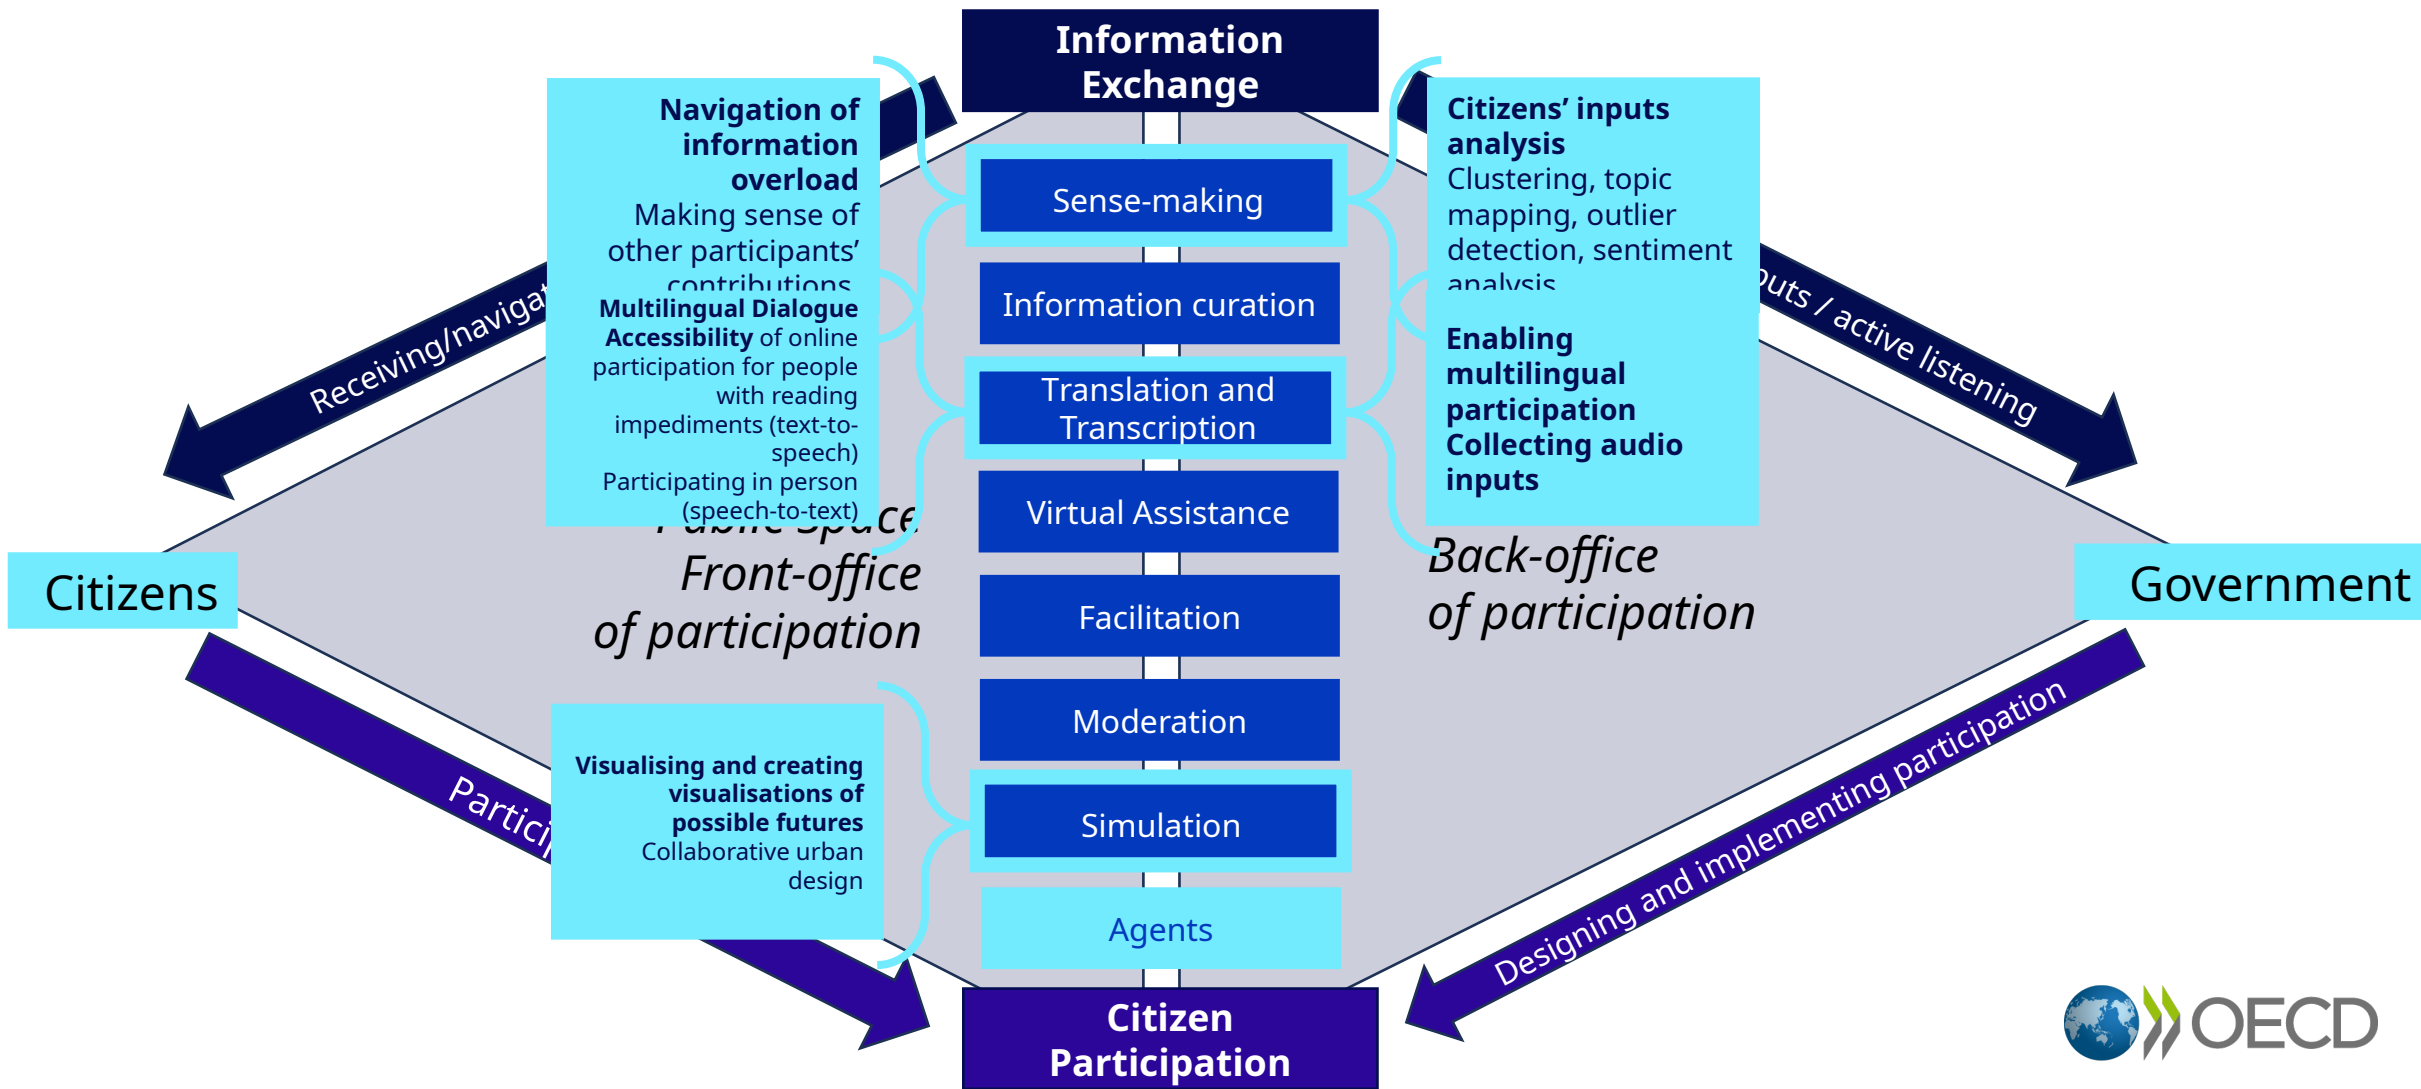 Information
Exchange
Navigation of
information
overload
Making sense of
other participants’
contributions
Multilingual Dialogue
Accessibility of online
participation for people
with reading
impediments (text-to-
speech)
Participating in person
(speech-to-text)
Citizens’ inputs
analysis
Clustering, topic
mapping, outlier
detection, sentiment
analysis
Enabling
multilingual
participation
Collecting audio
inputs
Sense-making
Information curation
Translation and
Transcription
Virtual Assistance
Facilitation
Moderation
Simulation
Agents
/ active listening
Public space
Front-office
of participation
Back-office
of participation
Citizens
Government
Visualising and creating
visualisations of
possible futures
Collaborative urban
design
Designing and implementing participation
Citizen
Participation
OECD